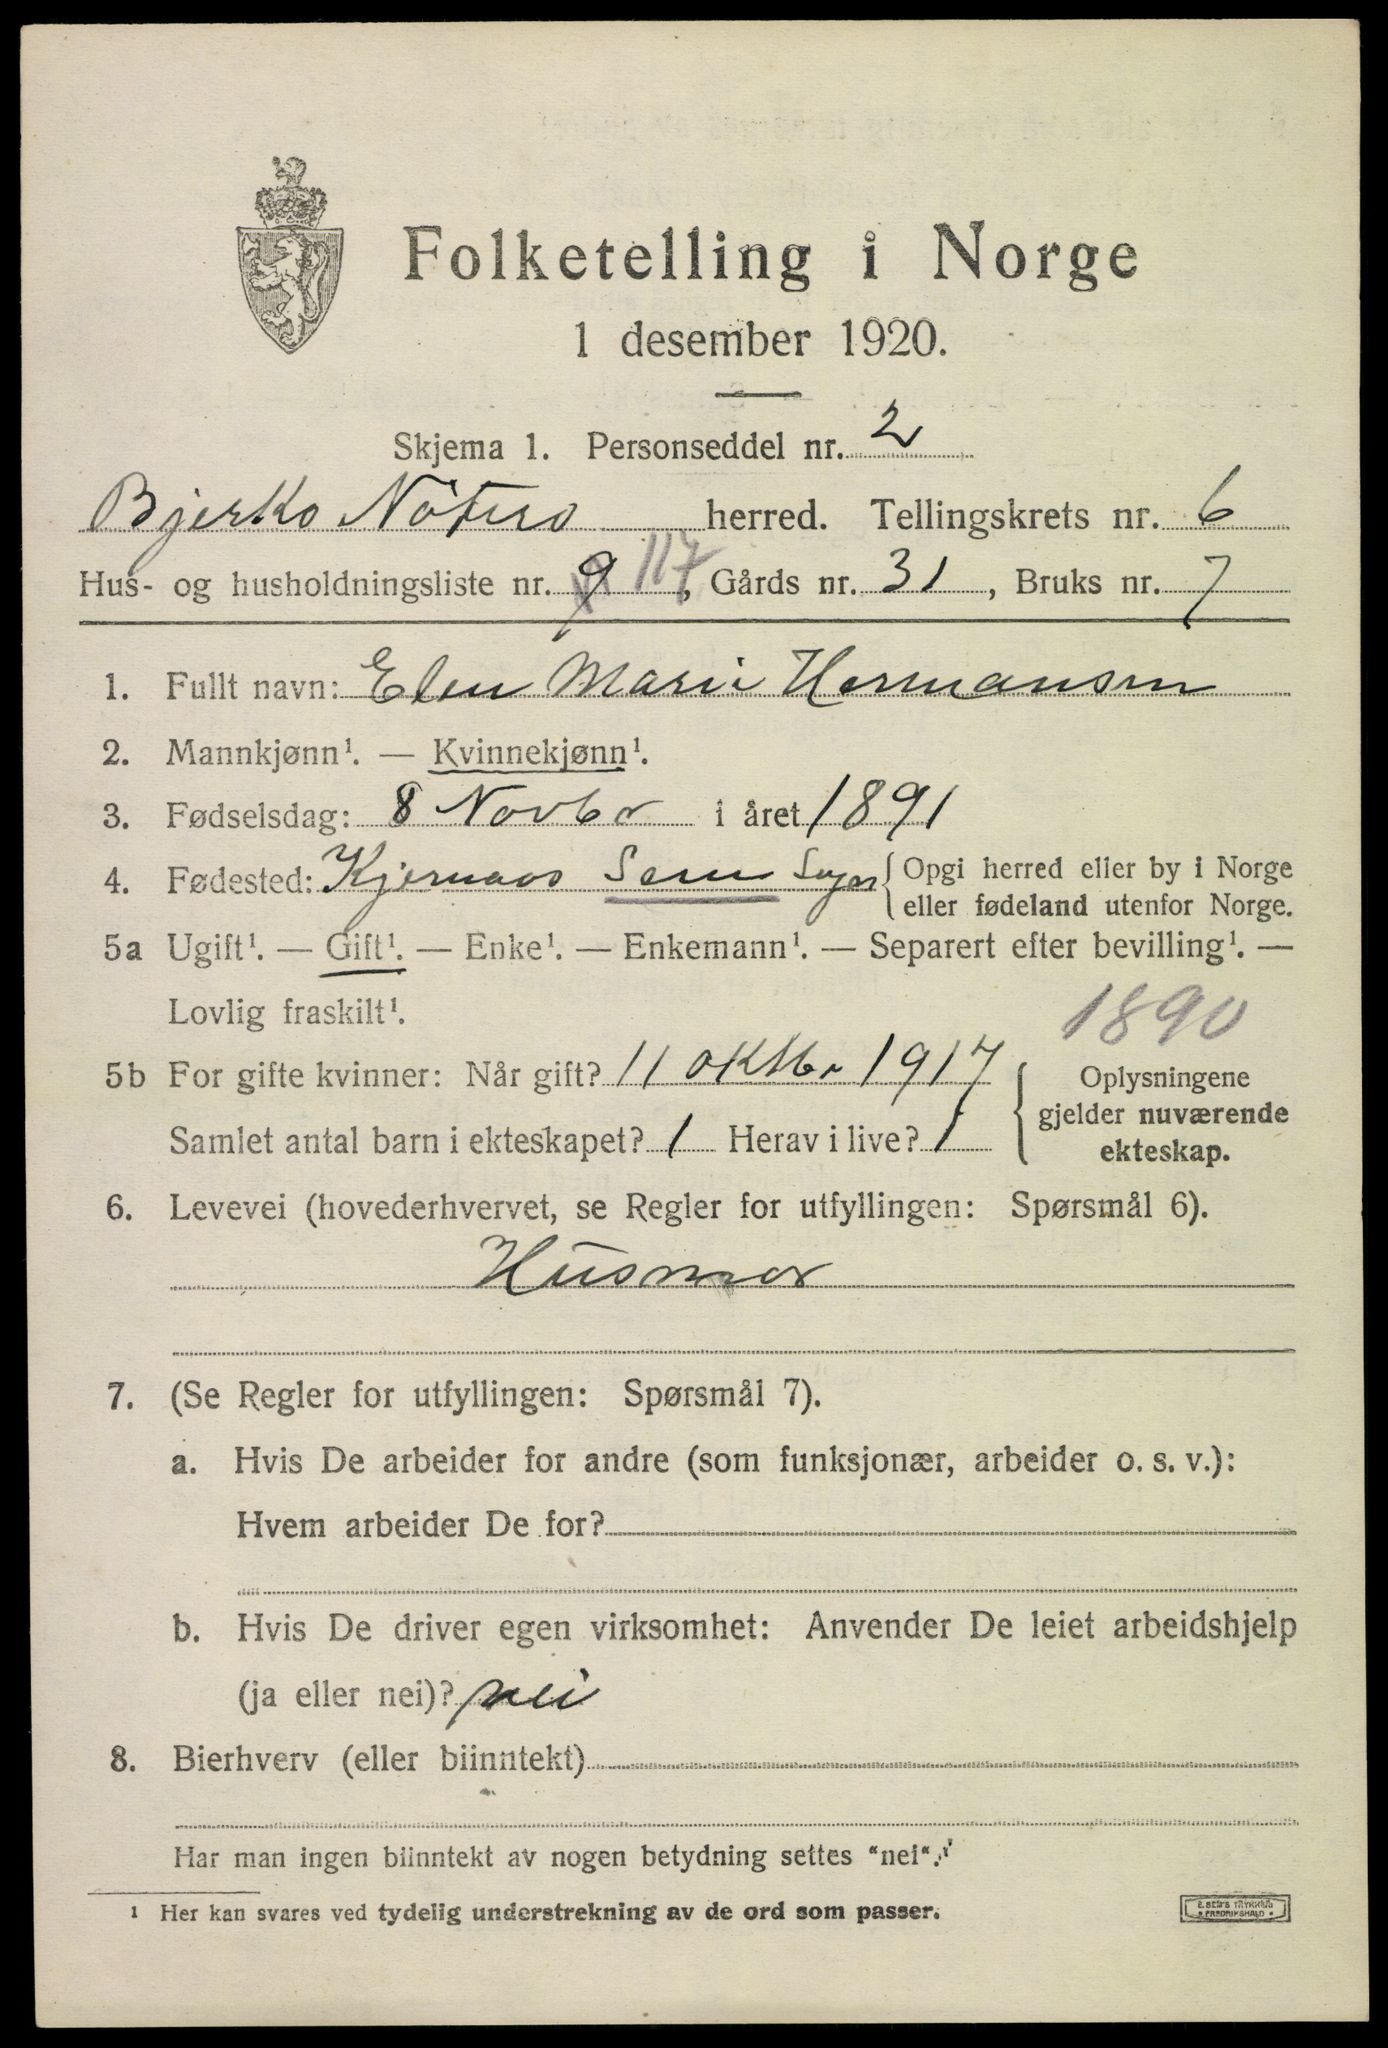 Folketelling i Norge
1 desember 1920.
Skjema 1. Personseddel nr. 2
Bjerkø Nøterø herred. Tellingskrets nr. 6
Hus- og husholdningsliste nr. 9 117, Gårds nr. 31, Bruks nr. 7
1. Fullt navn: Elen Marie Hermansen
2. Mannkjønn¹. — Kvinnekjønn¹.
3. Fødselsdag: 8 Novbr i året 1891
4. Fødested: Kjernaas Sem { Opgi herred eller by i Norge
eller fødeland utenfor Norge.
5a Ugift¹. — Gift¹. — Enke¹. — Enkemann¹. — Separert efter bevilling¹. —
Lovlig fraskilt¹.
1890
5b For gifte kvinner: Når gift? 11 oktbr 1917 { Oplysningene
gjelder nuværende
Samlet antal barn i ekteskapet? 1 Herav i live? 1
ekteskap.
6. Levevei (hovederhvervet, se Regler for utfyllingen: Spørsmål 6).
Husmor
7. (Se Regler for utfyllingen: Spørsmål 7).
a. Hvis De arbeider for andre (som funksjonær, arbeider o. s. v.):
Hvem arbeider De for?
b. Hvis De driver egen virksomhet: Anvender De leiet arbeidshjelp
(ja eller nei)? nei
8. Bierhverv (eller biinntekt)
Har man ingen biinntekt av nogen betydning settes “nei“.
¹ Her kan svares ved tydelig understrekning av de ord som passer.
E. SEM'S TRYKKERI
FREDRIKSHALD